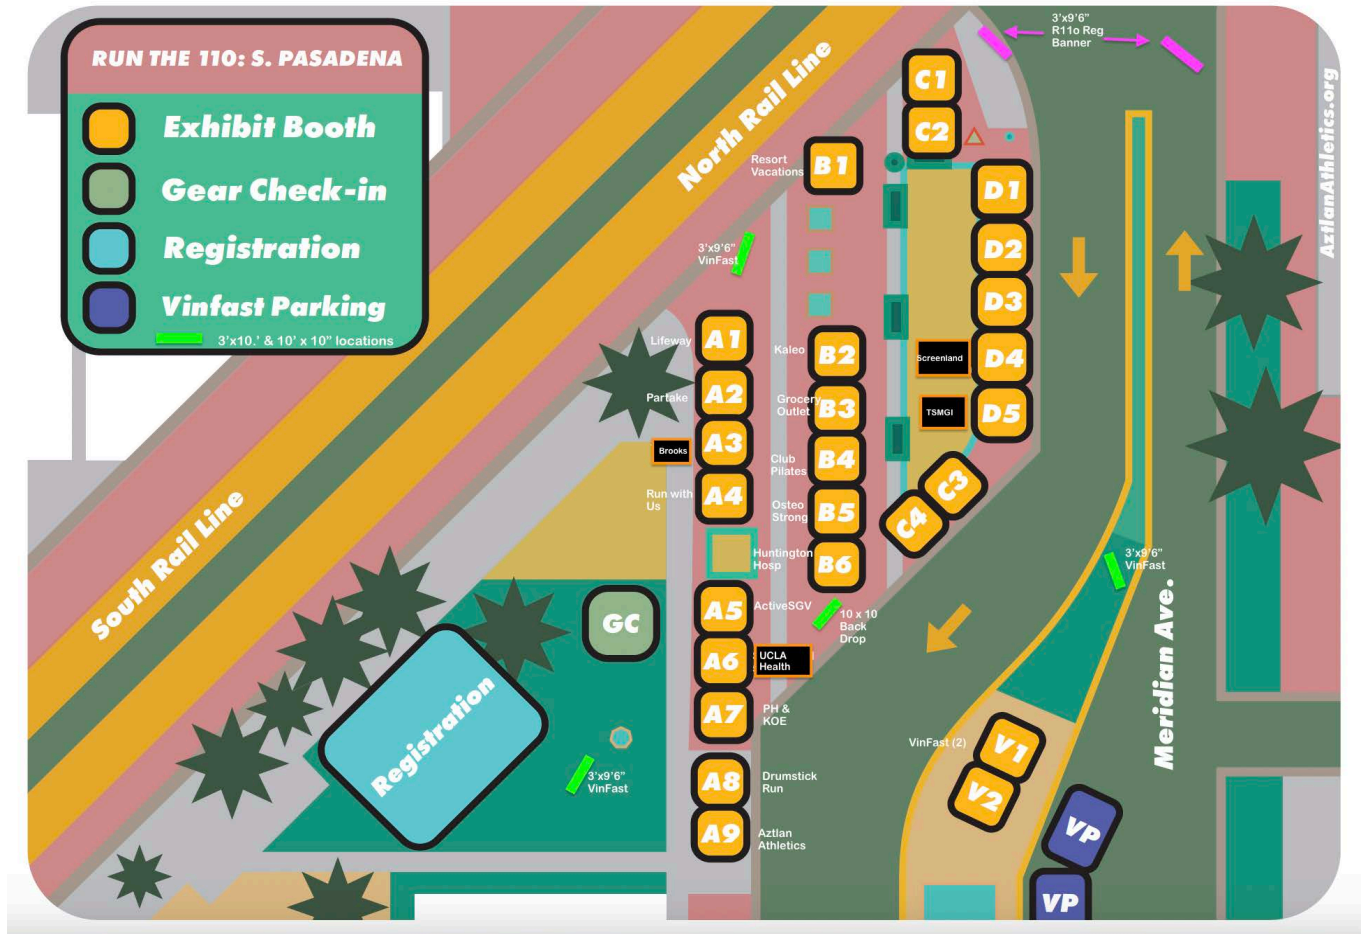 RUN THE 110: S. PASADENA
Exhibit Booth
Gear Check-in
Registration
Vinfast Parking
3'x10.' & 10' x 10" locations
North Rail Line
South Rail Line
3'x9'6"
R11o Reg
Banner
AztlanAthletics.org
C1
C2
Resort
Vacations
B1
D1
D2
D3
D4
D5
3'x9'6"
VinFast
Lifeway
A1
Kaleo
B2
Screenland
Partake
A2
Grocery
Outlet
B3
TSMGI
Brooks
A3
Club
Pilates
B4
C3
C4
Run with
Us
A4
Osteo
Strong
B5
Huntington
Hosp
B6
3'x9'6"
VinFast
Meridian Ave.
GC
A5
ActiveSGV
10 x 10
Back
Drop
A6
UCLA
Health
A7
PH &
KOE
Registration
VinFast (2)
V1
V2
3'x9'6"
VinFast
A8
Drumstick
Run
A9
Aztlan
Athletics
VP
VP